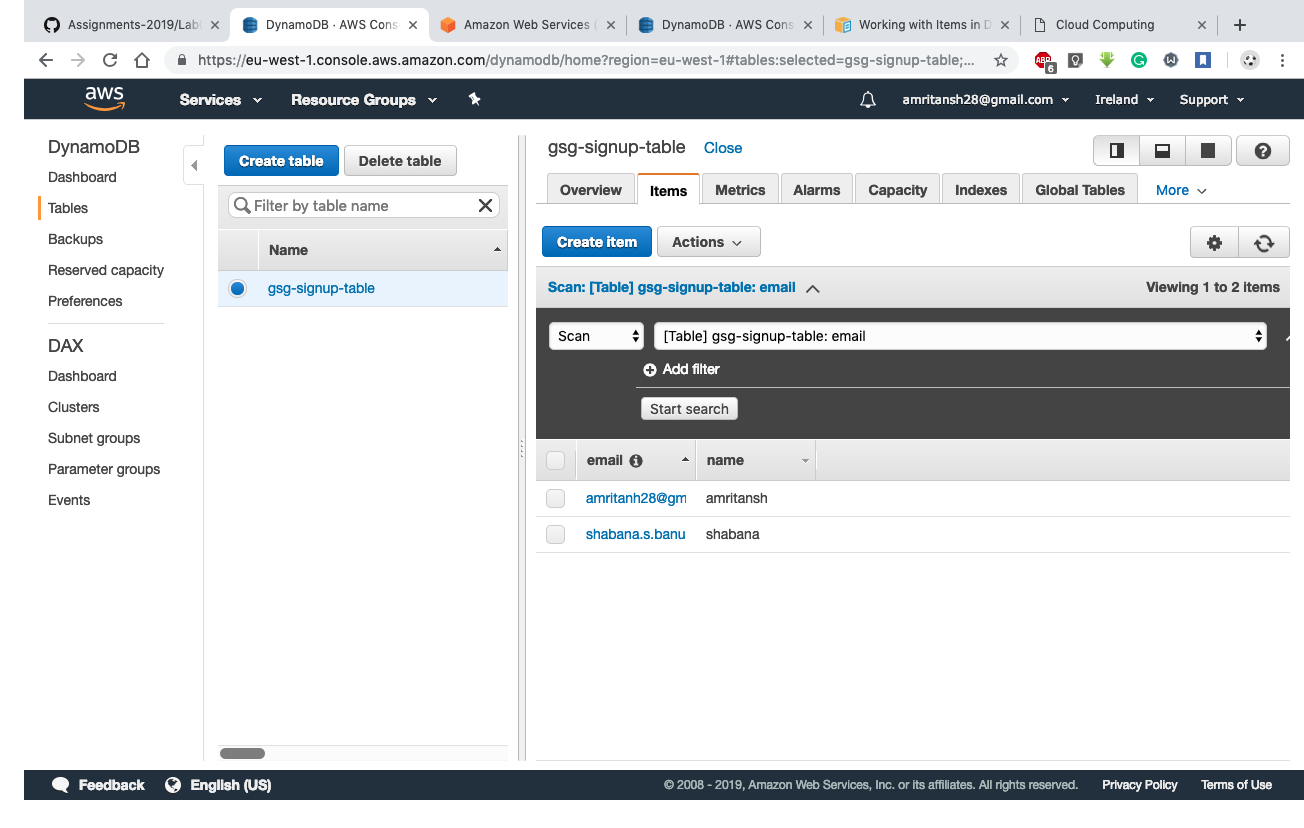 Assignments-2019/Lab
DynamoDB · AWS Cons
Amazon Web Services (
DynamoDB · AWS Cons
Working with Items in D
Cloud Computing
https://eu-west-1.console.aws.amazon.com/dynamodb/home?region=eu-west-1#tables:selected=gsg-signup-table;...
ABP
6
aws
Services
Resource Groups
amritansh28@gmail.com
Ireland
Support
DynamoDB
Dashboard
Tables
Backups
Reserved capacity
Preferences
DAX
Dashboard
Clusters
Subnet groups
Parameter groups
Events
Create table
Delete table
Filter by table name
Name
gsg-signup-table
gsg-signup-table Close
Overview
Items
Metrics
Alarms
Capacity
Indexes
Global Tables
More
Create item
Actions
Scan: [Table] gsg-signup-table: email
Viewing 1 to 2 items
Scan
[Table] gsg-signup-table: email
Add filter
Start search
email
name
amritanh28@gm amritansh
shabana.s.banu shabana
Feedback
English (US)
© 2008 - 2019, Amazon Web Services, Inc. or its affiliates. All rights reserved.
Privacy Policy
Terms of Use